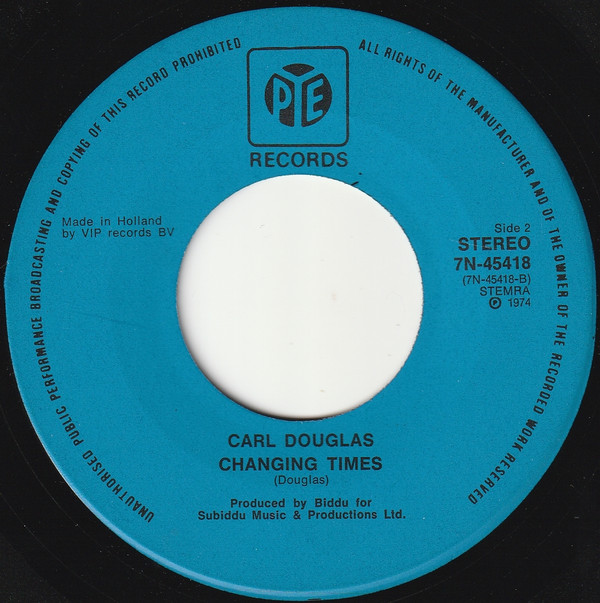 UNAUTHORISED PUBLIC PERFORMANCE BROADCASTING AND COPYING OF THIS RECORD PROHIBITED
ALL RIGHTS OF THE MANUFACTURER AND OF THE OWNER OF THE RECORDED WORK RESERVED
PYE
RECORDS
Made in Holland
by VIP records BV
Side 2
STEREO
7N-45418
(7N-45418-B)
STEMRA
℗ 1974
CARL DOUGLAS
CHANGING TIMES
(Douglas)
Produced by Biddu for
Subiddu Music & Productions Ltd.